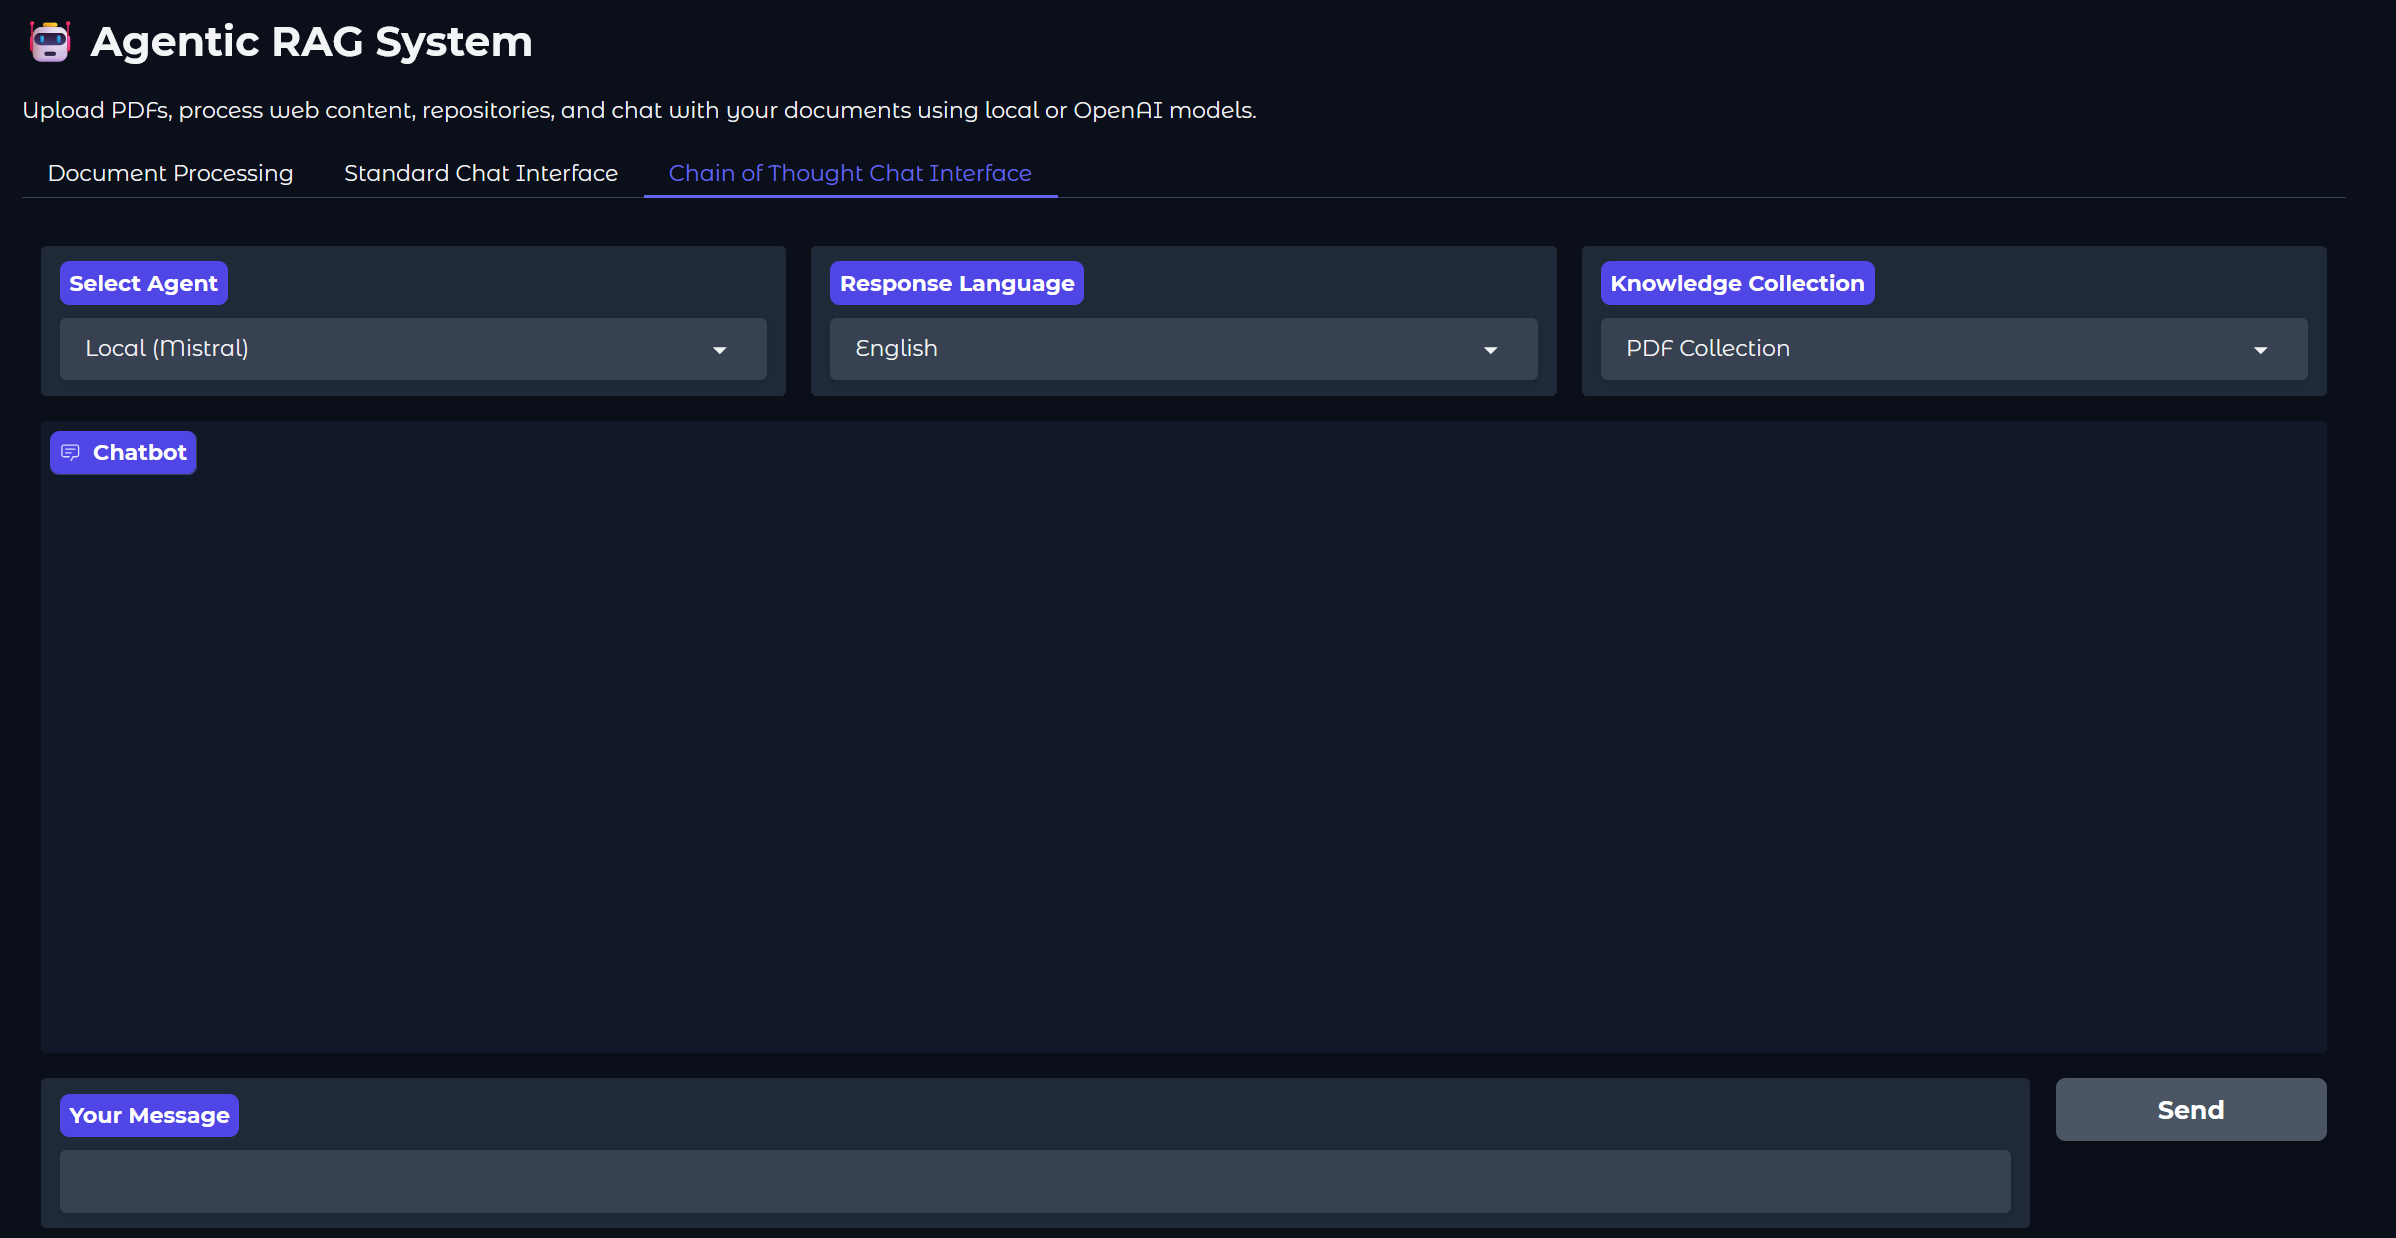 Agentic RAG System
Upload PDFs, process web content, repositories, and chat with your documents using local or OpenAI models.
Document Processing
Standard Chat Interface
Chain of Thought Chat Interface
Select Agent
Local (Mistral)
Response Language
English
Knowledge Collection
PDF Collection
Chatbot
Your Message
Send